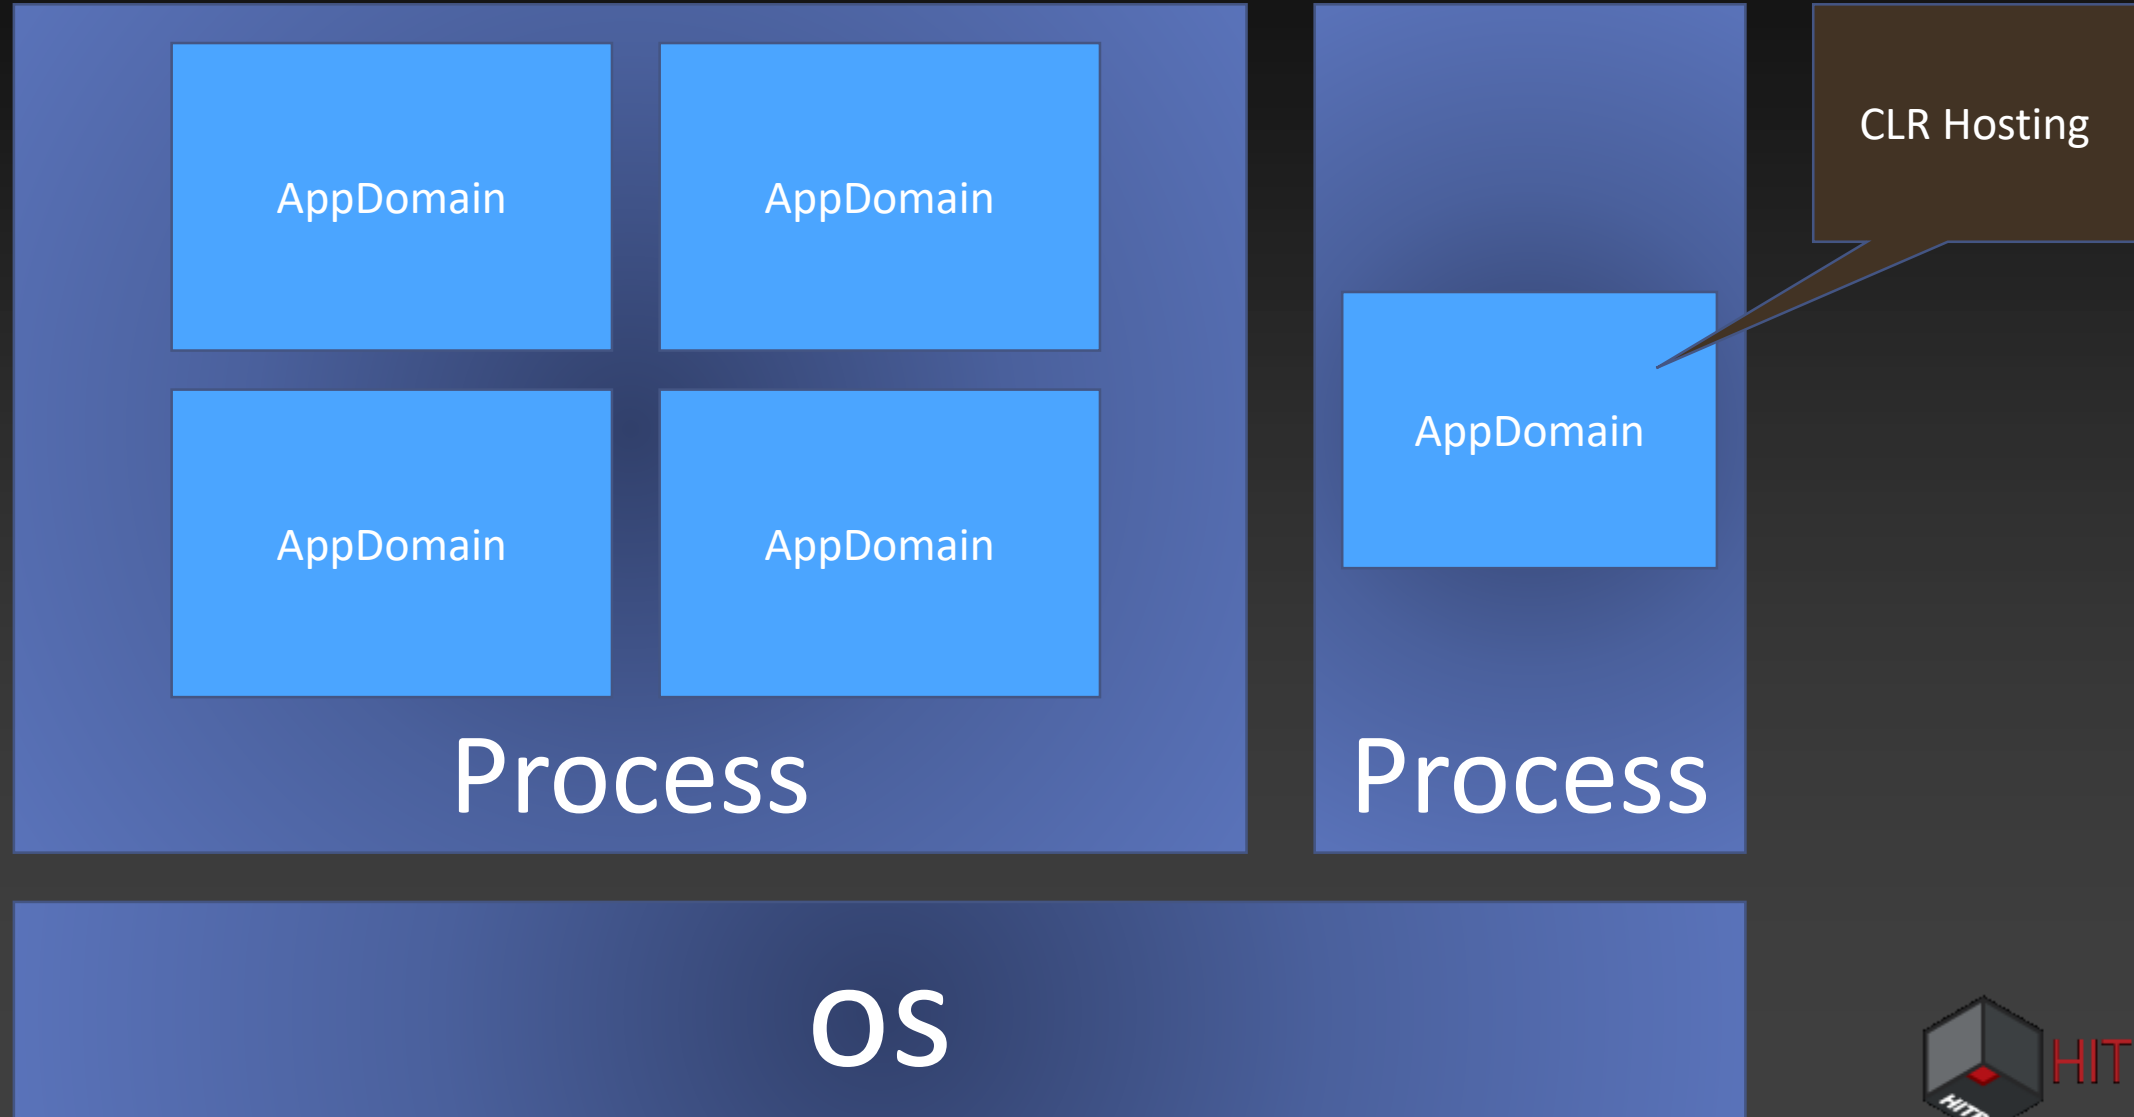 AppDomain
AppDomain
CLR Hosting
AppDomain
AppDomain
AppDomain
Process
Process
OS
HIT